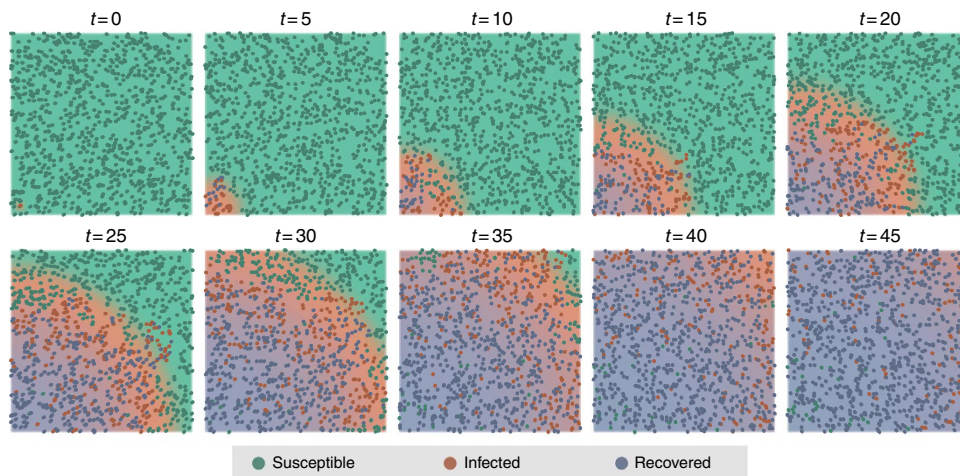 t=0 t=5 t=10 t=15 t=20
t=25 t=30 t=35 t=40 t=45
Susceptible Infected Recovered